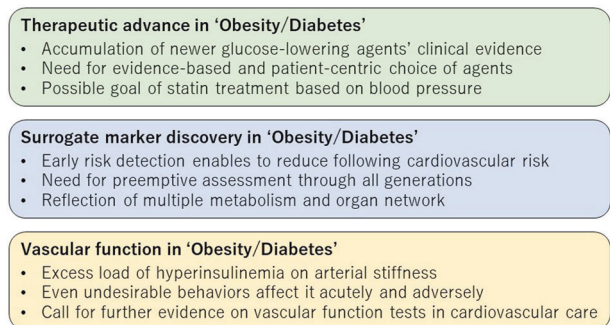 Therapeutic advance in ‘Obesity/Diabetes’
• Accumulation of newer glucose-lowering agents’ clinical evidence
• Need for evidence-based and patient-centric choice of agents
• Possible goal of statin treatment based on blood pressure
Surrogate marker discovery in ‘Obesity/Diabetes’
• Early risk detection enables to reduce following cardiovascular risk
• Need for preemptive assessment through all generations
• Reflection of multiple metabolism and organ network
Vascular function in ‘Obesity/Diabetes’
• Excess load of hyperinsulinemia on arterial stiffness
• Even undesirable behaviors affect it acutely and adversely
• Call for further evidence on vascular function tests in cardiovascular care